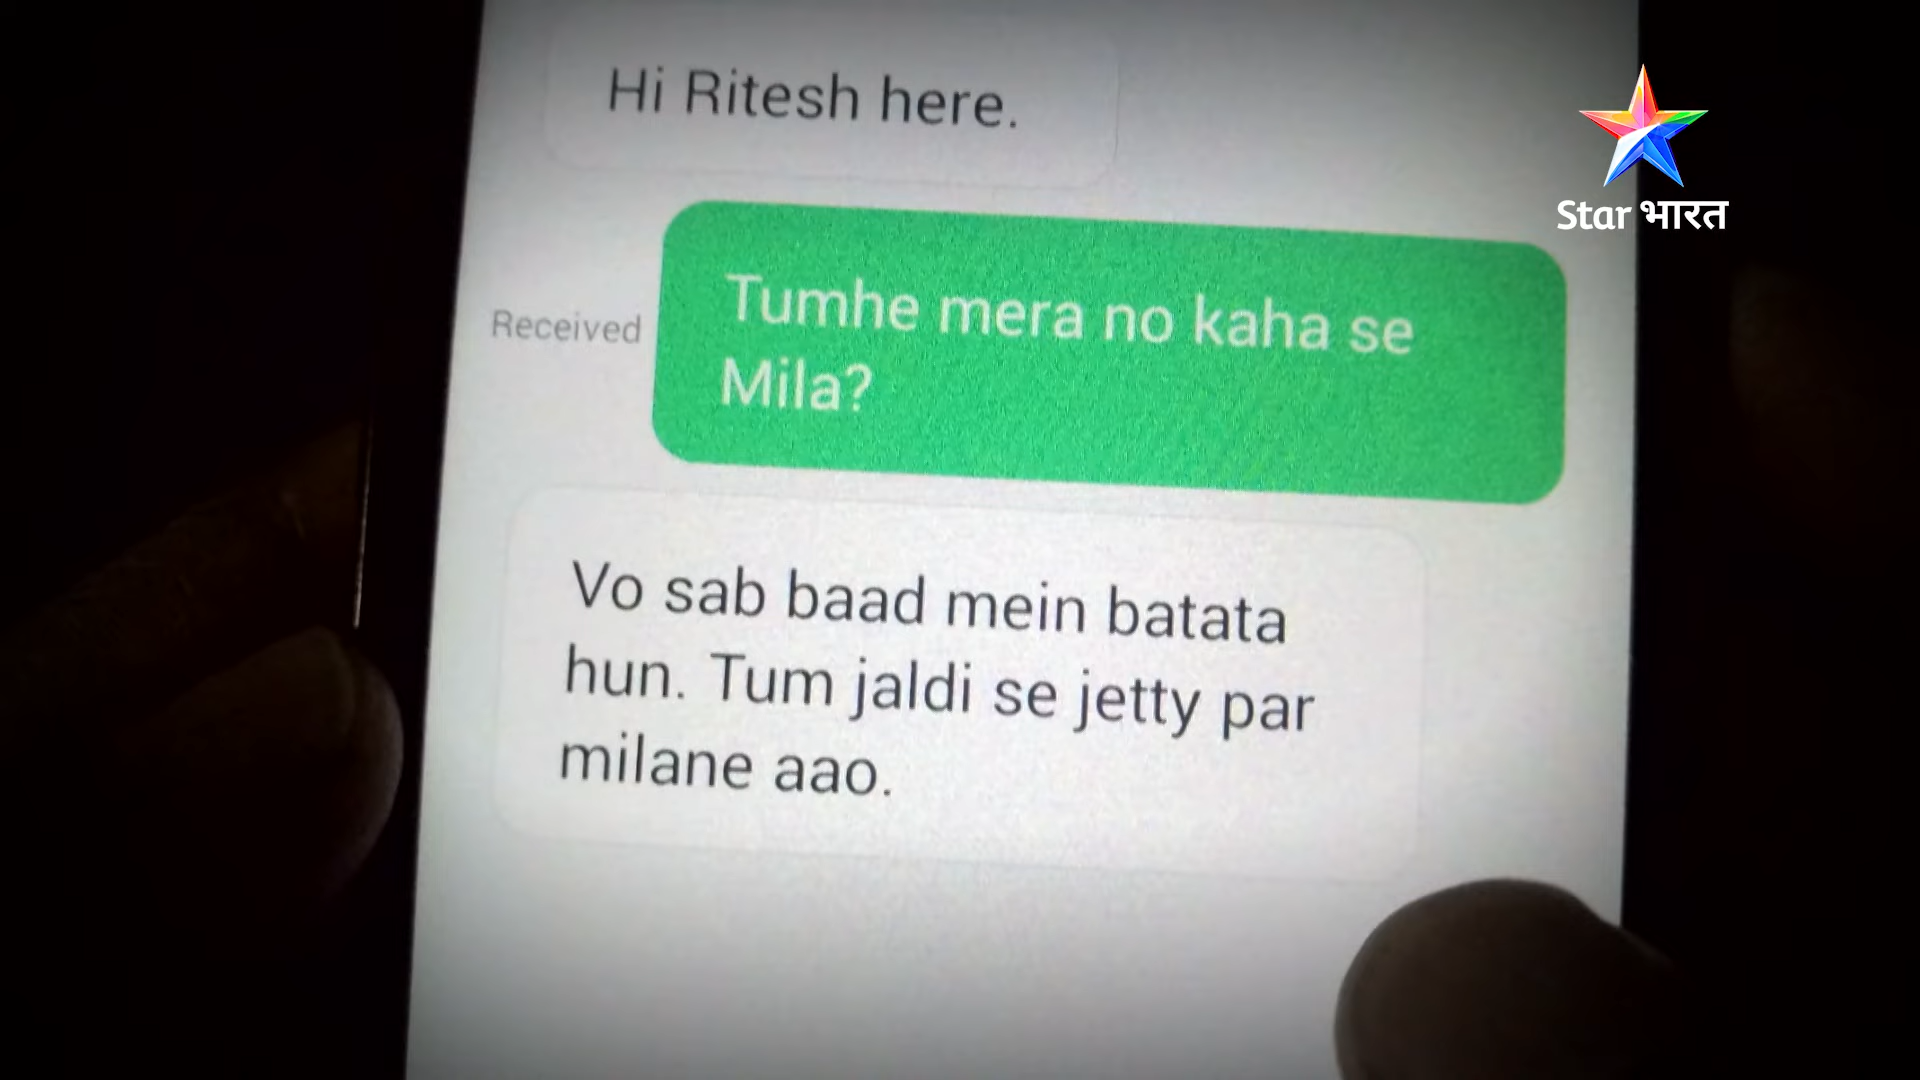 Hi Ritesh here.
Star भारत
Received
Tumhe mera no kaha se
Mila?
Vo sab baad mein batata
hun. Tum jaldi se jetty par
milane aao.